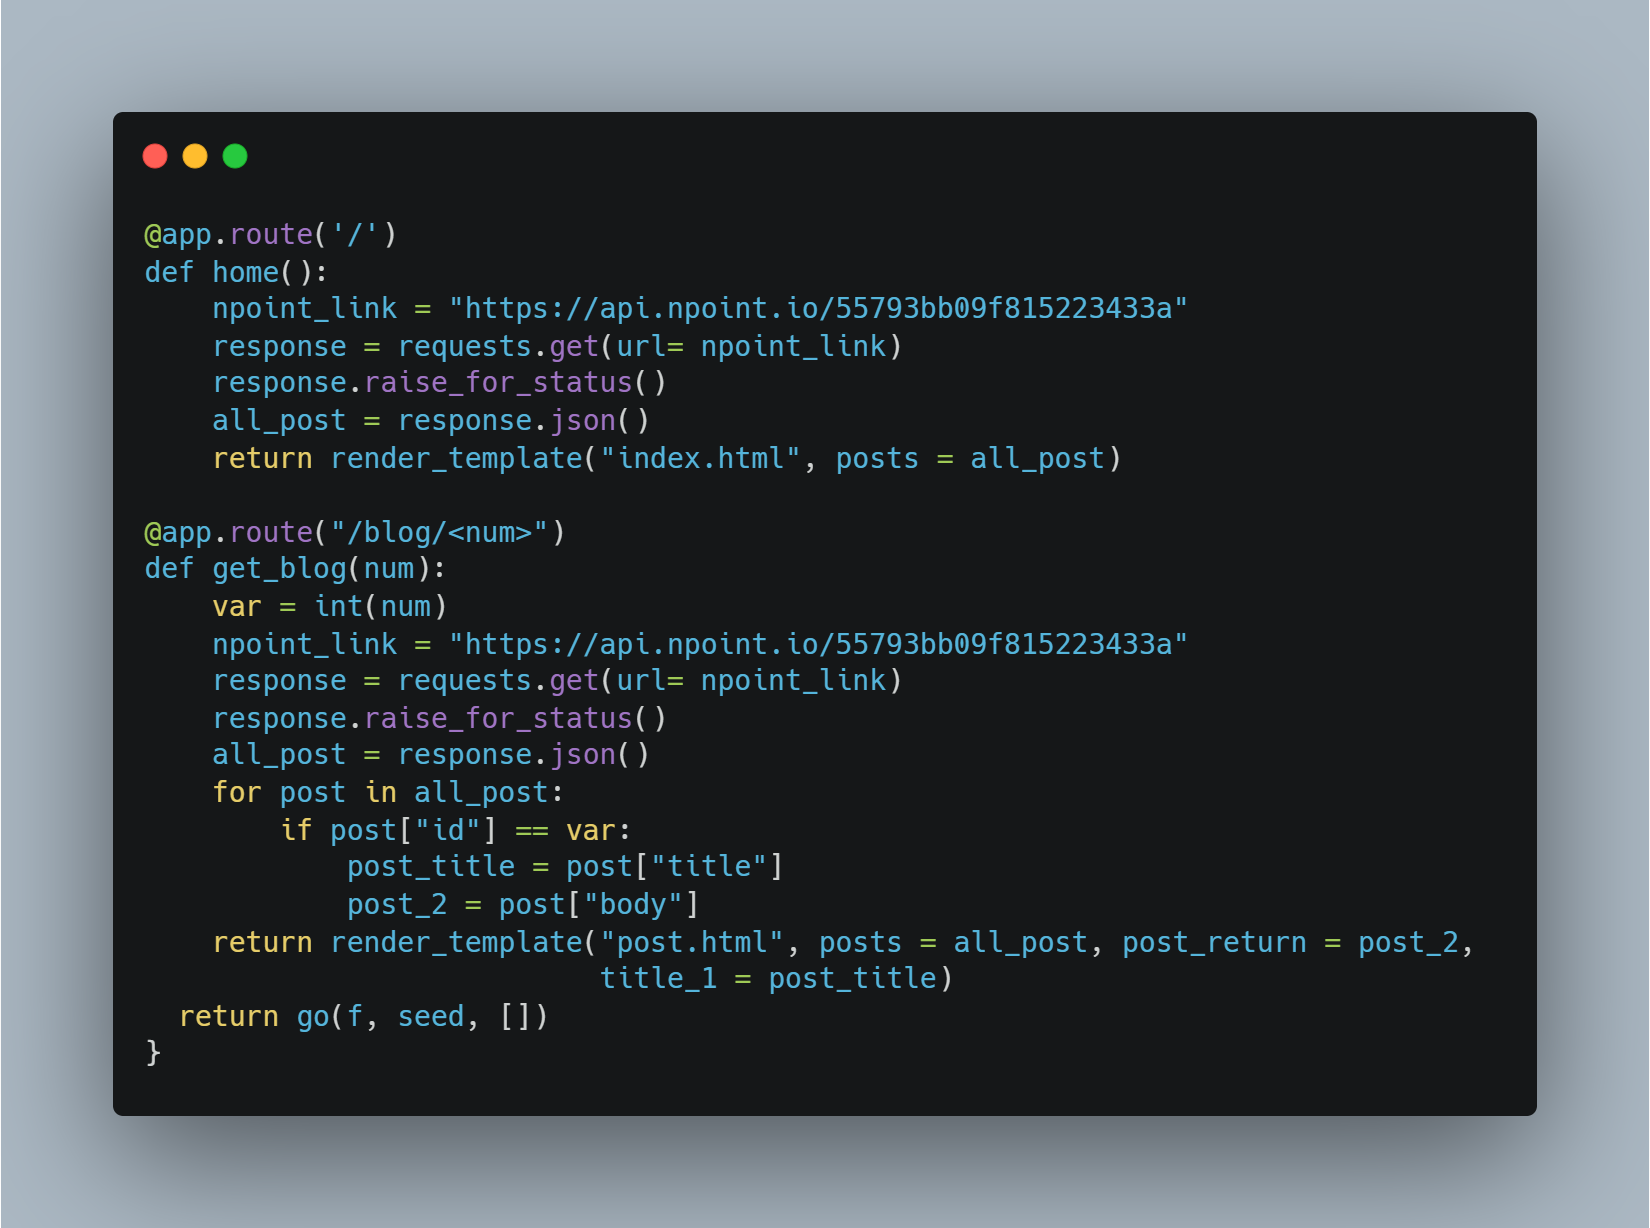 @app.route('/')
def home():
    npoint_link = "https://api.npoint.io/55793bb09f815223433a"
    response = requests.get(url= npoint_link)
    response.raise_for_status()
    all_post = response.json()
    return render_template("index.html", posts = all_post)

@app.route("/blog/<num>")
def get_blog(num):
    var = int(num)
    npoint_link = "https://api.npoint.io/55793bb09f815223433a"
    response = requests.get(url= npoint_link)
    response.raise_for_status()
    all_post = response.json()
    for post in all_post:
        if post["id"] == var:
            post_title = post["title"]
            post_2 = post["body"]
    return render_template("post.html", posts = all_post, post_return = post_2,
                           title_1 = post_title)
  return go(f, seed, [])
}